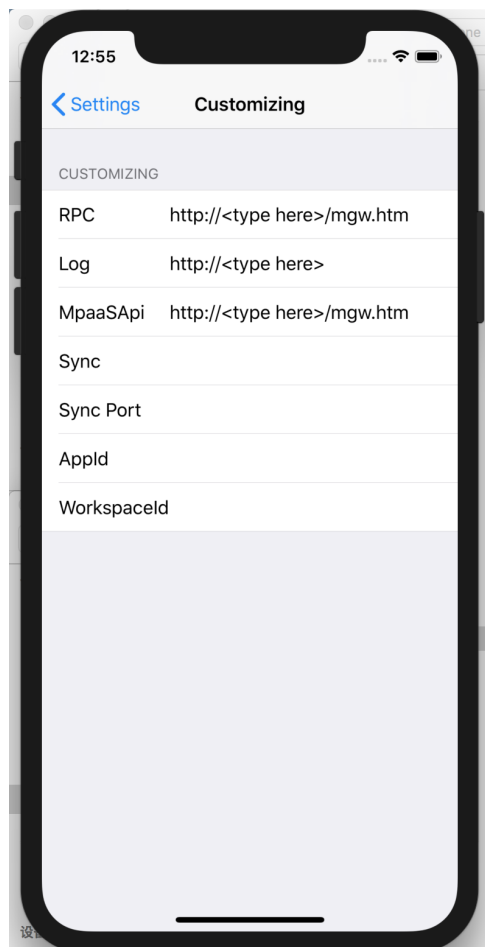 ne
12:55
Settings
Customizing
CUSTOMIZING
RPC http://<type here>/mgw.htm
Log http://<type here>
MpaaSApi http://<type here>/mgw.htm
Sync
Sync Port
AppId
WorkspaceId